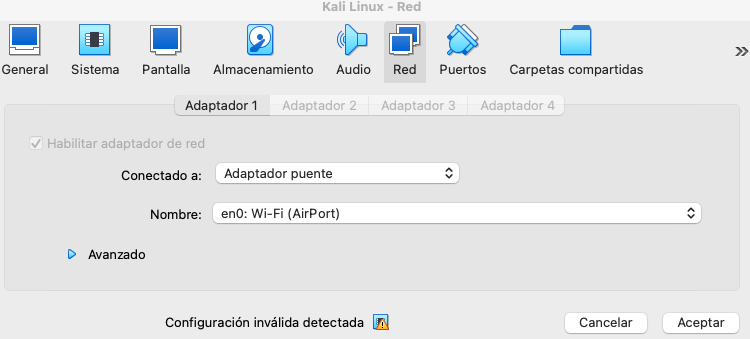 Kali Linux - Red
General Sistema Pantalla Almacenamiento Audio Red Puertos Carpetas compartidas »
Adaptador 1 Adaptador 2 Adaptador 3 Adaptador 4
Habilitar adaptador de red
Conectado a: Adaptador puente
Nombre: en0: Wi-Fi (AirPort)
Avanzado
Configuración inválida detectada Cancelar Aceptar